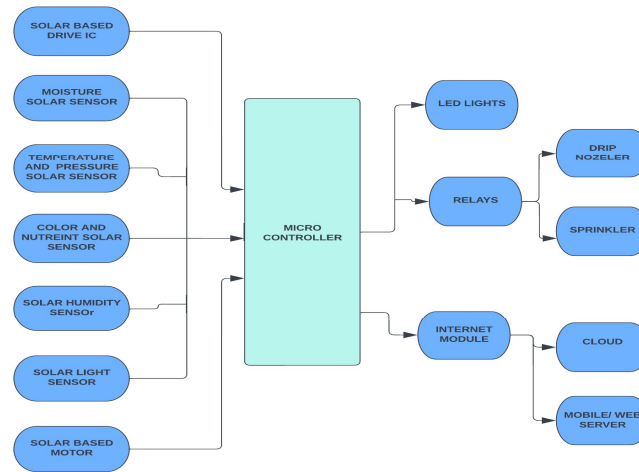 SOLAR BASED
DRIVE IC
MOISTURE
SOLAR SENSOR
TEMPERATURE
AND PRESSURE
SOLAR SENSOR
COLOR AND
NUTREINT SOLAR
SENSOR
SOLAR HUMIDITY
SENSOr
SOLAR LIGHT
SENSOR
SOLAR BASED
MOTOR
MICRO
CONTROLLER
LED LIGHTS
RELAYS
INTERNET
MODULE
DRIP
NOZELER
SPRINKLER
CLOUD
MOBILE/ WEB
SERVER